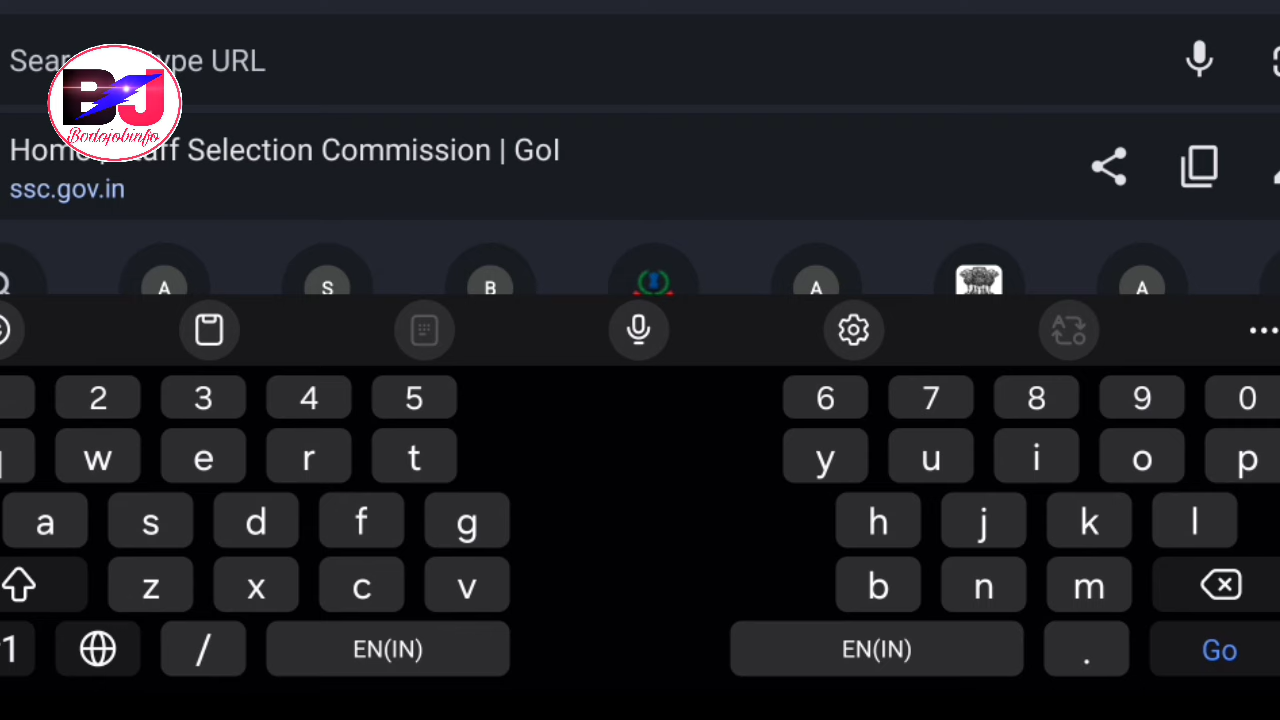 Sear ype URL
BJ
Bodojobinfo
Hom aff Selection Commission | GoI
ssc.gov.in
A S B A A
2 3 4 5 6 7 8 9 0
w e r t y u i o p
a s d f g h j k l
z x c v b n m
1 / EN(IN) EN(IN) . Go